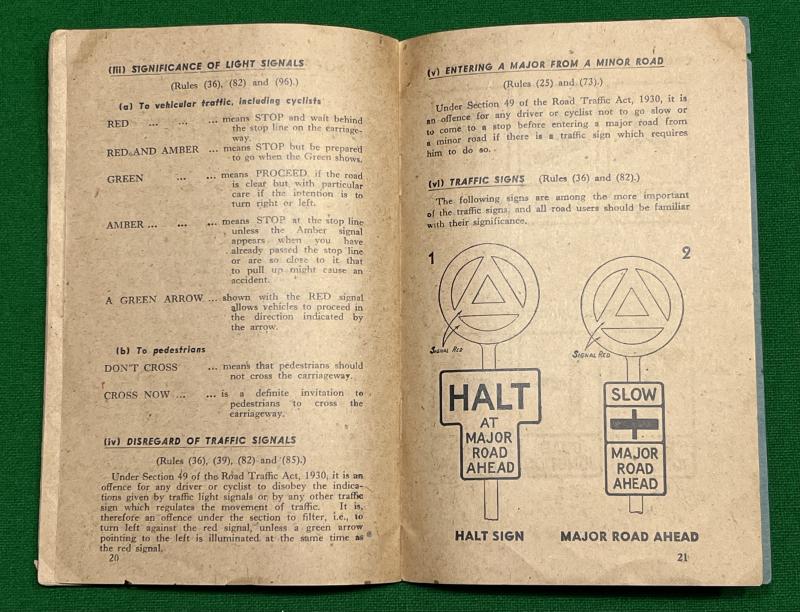 (iii) SIGNIFICANCE OF LIGHT SIGNALS
(Rules (36), (82) and (96).)
(a) To vehicular traffic, including cyclists
RED ... ... ... means STOP and wait behind
the stop line on the carriage-
way.
RED AND AMBER ... means STOP but be prepared
to go when the Green shows.
GREEN ... ... means PROCEED if the road
is clear but with particular
care if the intention is to
turn right or left.
AMBER ... ... ... means STOP at the stop line
unless the Amber signal
appears when you have
already passed the stop line
or are so close to it that
to pull up might cause an
accident.
A GREEN ARROW ... shown with the RED signal
allows vehicles to proceed in
the direction indicated by
the arrow.
(b) To pedestrians
DON'T CROSS ... means that pedestrians should
not cross the carriageway.
CROSS NOW ... ... is a definite invitation to
pedestrians to cross the
carriageway.
(iv) DISREGARD OF TRAFFIC SIGNALS
(Rules (36), (39), (82) and (85).)
Under Section 49 of the Road Traffic Act, 1930, it is an
offence for any driver or cyclist to disobey the indica-
tions given by traffic light signals or by any other traffic
sign which regulates the movement of traffic. It is,
therefore an offence under the section to filter, i.e., to
turn left against the red signal, unless a green arrow
pointing to the left is illuminated at the same time as
the red signal.
20
(v) ENTERING A MAJOR FROM A MINOR ROAD
(Rules (25) and (73).)
Under Section 49 of the Road Traffic Act, 1930, it is
an offence for any driver or cyclist not to go slow or
to come to a stop before entering a major road from
a minor road if there is a traffic sign which requires
him to do so.
(vi) TRAFFIC SIGNS (Rules (36) and (82).)
The following signs are among the more important
of the traffic signs, and all road users should be familiar
with their significance.
1
SIGNAL RED
HALT
AT
MAJOR
ROAD
AHEAD
HALT SIGN
2
SIGNAL RED
SLOW
MAJOR
ROAD
AHEAD
MAJOR ROAD AHEAD
21